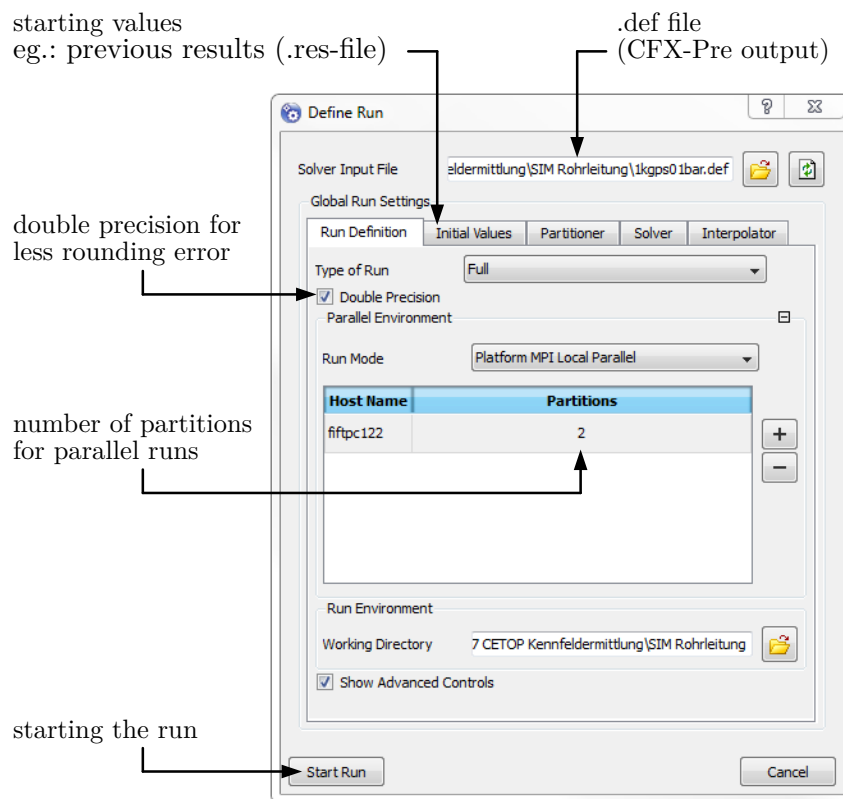 starting values
eg.: previous results (.res-file)
.def file
(CFX-Pre output)
Define Run
Solver Input File
eldermittlung\SIM Rohrleitung\1kgps01bar.def
Global Run Settings
double precision for
less rounding error
Run Definition Initial Values Partitioner Solver Interpolator
Type of Run Full
Double Precision
Parallel Environment
Run Mode Platform MPI Local Parallel
Host Name Partitions
number of partitions
for parallel runs
fiftpc122 2
+
−
Run Environment
Working Directory 7 CETOP Kennfeldermittlung\SIM Rohrleitung
Show Advanced Controls
starting the run
Start Run Cancel